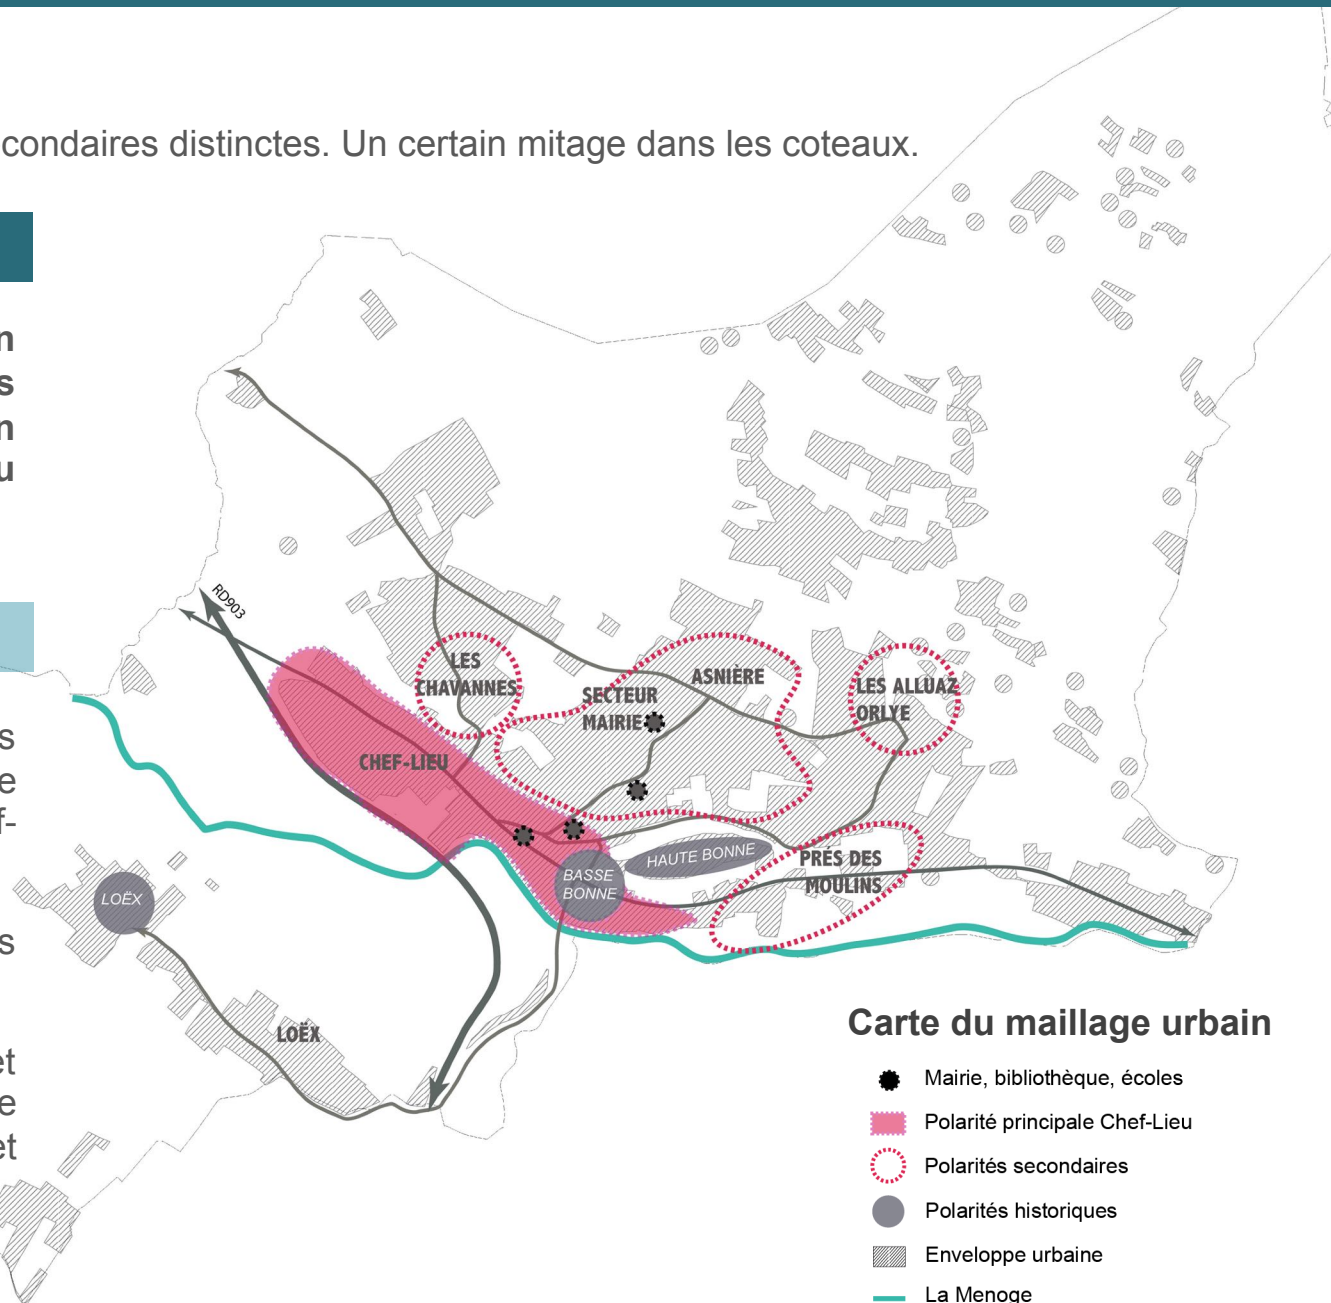 condaires distinctes. Un certain mitage dans les coteaux.
n
s
n
u
s
e
f-
s
et
e
et
RD903
LES
CHAVANNES
SECTEUR
MAIRIE
ASNIÈRE
LES ALLUAZ
ORLYE
CHEF-LIEU
HAUTE BONNE
BASSE
BONNE
PRÉS DES
MOULINS
LOËX
LOËX
Carte du maillage urbain
Mairie, bibliothèque, écoles
Polarité principale Chef-Lieu
Polarités secondaires
Polarités historiques
Enveloppe urbaine
La Menoge